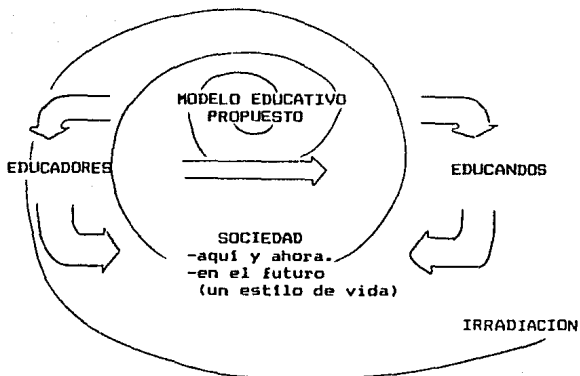 MODELO EDUCATIVO
PROPUESTO
EDUCADORES
EDUCANDOS
SOCIEDAD
-aquí y ahora.
-en el futuro
(un estilo de vida)
IRRADIACION